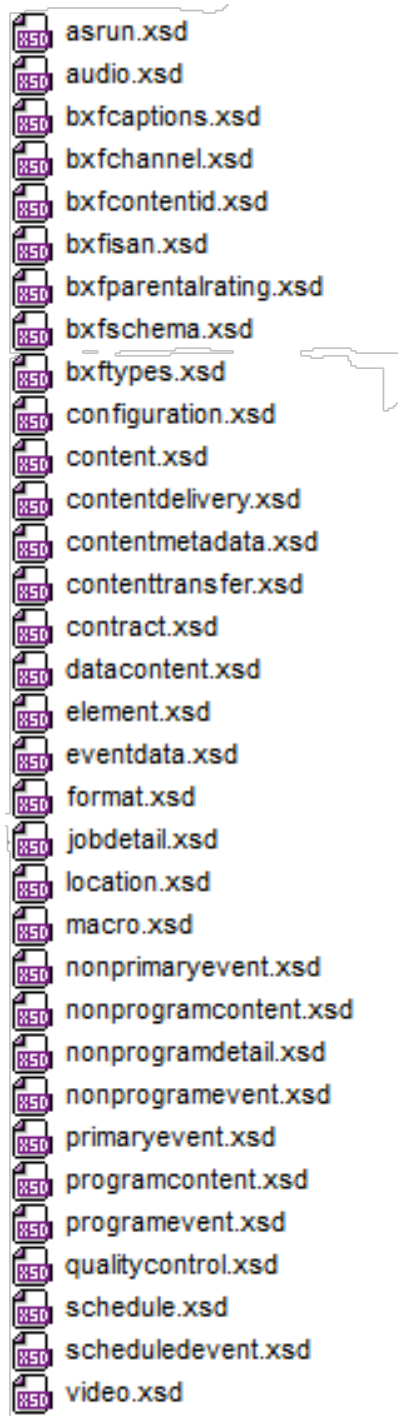 asrun.xsd
audio.xsd
bxfcaptions.xsd
bxfchannel.xsd
bxfcontentid.xsd
bxfisan.xsd
bxfparentalrating.xsd
bxfschema.xsd
bxftypes.xsd
configuration.xsd
content.xsd
contentdelivery.xsd
contentmetadata.xsd
contenttransfer.xsd
contract.xsd
datacontent.xsd
element.xsd
eventdata.xsd
format.xsd
jobdetail.xsd
location.xsd
macro.xsd
nonprimaryevent.xsd
nonprogramcontent.xsd
nonprogramdetail.xsd
nonprogramevent.xsd
primaryevent.xsd
programcontent.xsd
programevent.xsd
qualitycontrol.xsd
schedule.xsd
scheduledevent.xsd
video.xsd